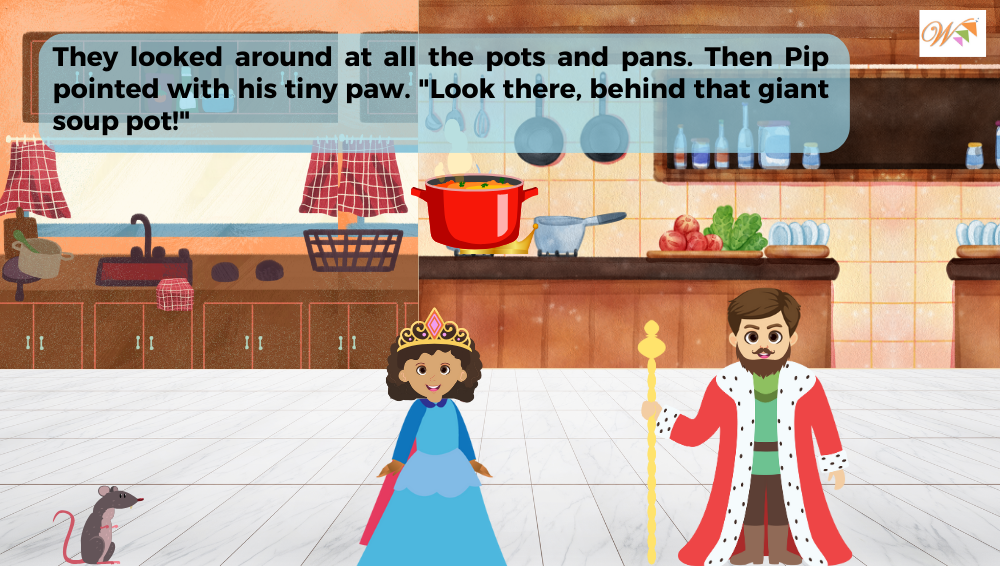 They looked around at all the pots and pans. Then Pip
pointed with his tiny paw. "Look there, behind that giant
soup pot!"
W